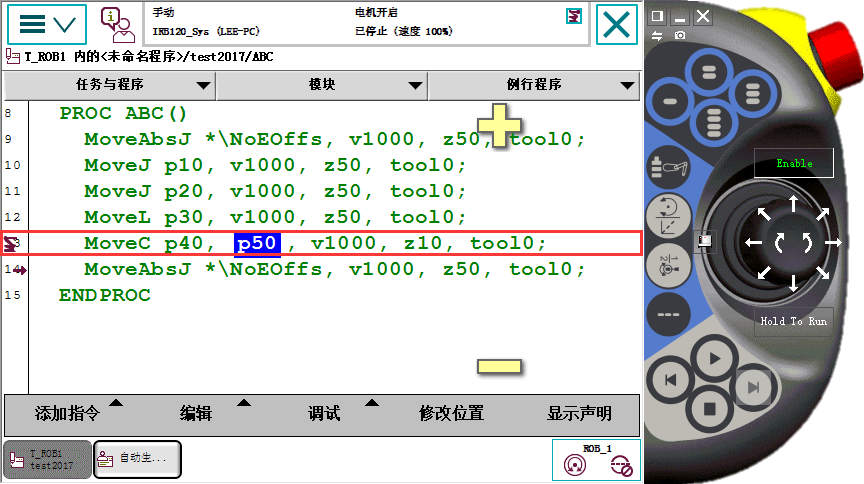 手动
电机开启
IRB120_Sys (LEE-PC)
已停止 (速度 100%)
T_ROB1 内的<未命名程序>/test2017/ABC
任务与程序
模块
例行程序
8 PROC ABC()
9 MoveAbsJ *\NoEOffs, v1000, z50, tool0;
10 MoveJ p10, v1000, z50, tool0;
11 MoveJ p20, v1000, z50, tool0;
12 MoveL p30, v1000, z50, tool0;
13 MoveC p40, p50 , v1000, z10, tool0;
14 MoveAbsJ *\NoEOffs, v1000, z50, tool0;
15 ENDPROC
添加指令
编辑
调试
修改位置
显示声明
T_ROB1
test2017
自动生...
ROB_1
Enable
Hold To Run